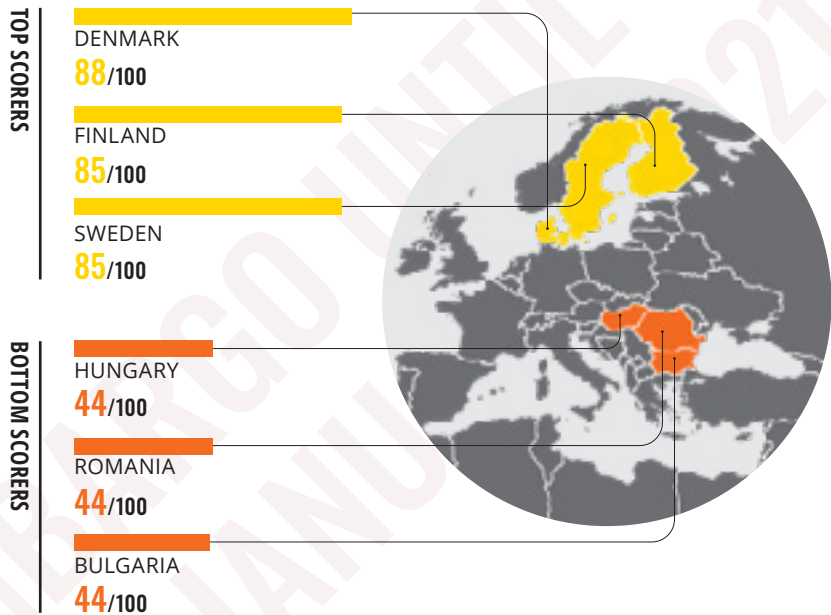 TOP SCORERS
DENMARK
88/100
FINLAND
85/100
SWEDEN
85/100
BOTTOM SCORERS
HUNGARY
44/100
ROMANIA
44/100
BULGARIA
44/100